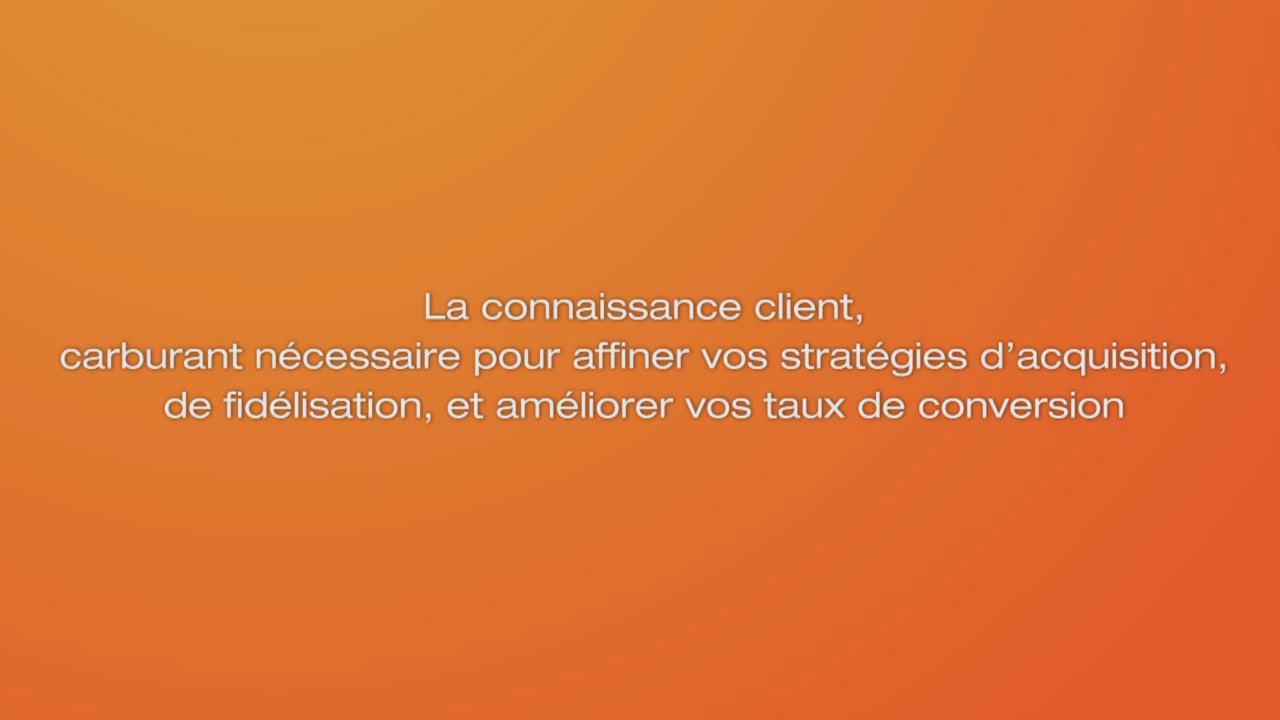 La connaissance client,
carburant nécessaire pour affiner vos stratégies d’acquisition,
de fidélisation, et améliorer vos taux de conversion